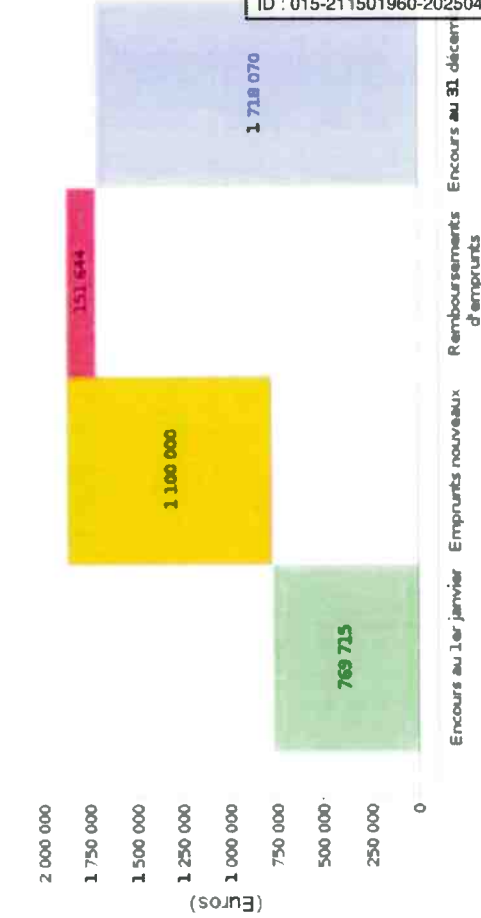 ID : 015-211501960-202504
(Euros)
2 000 000
1 750 000
1 500 000
1 250 000
1 000 000
750 000
500 000
250 000
0
769 715
1 100 000
151 644
1 718 070
Encours au 1er janvier
Emprunts nouveaux
Remboursements
d'emprunts
Encours au 31 décem